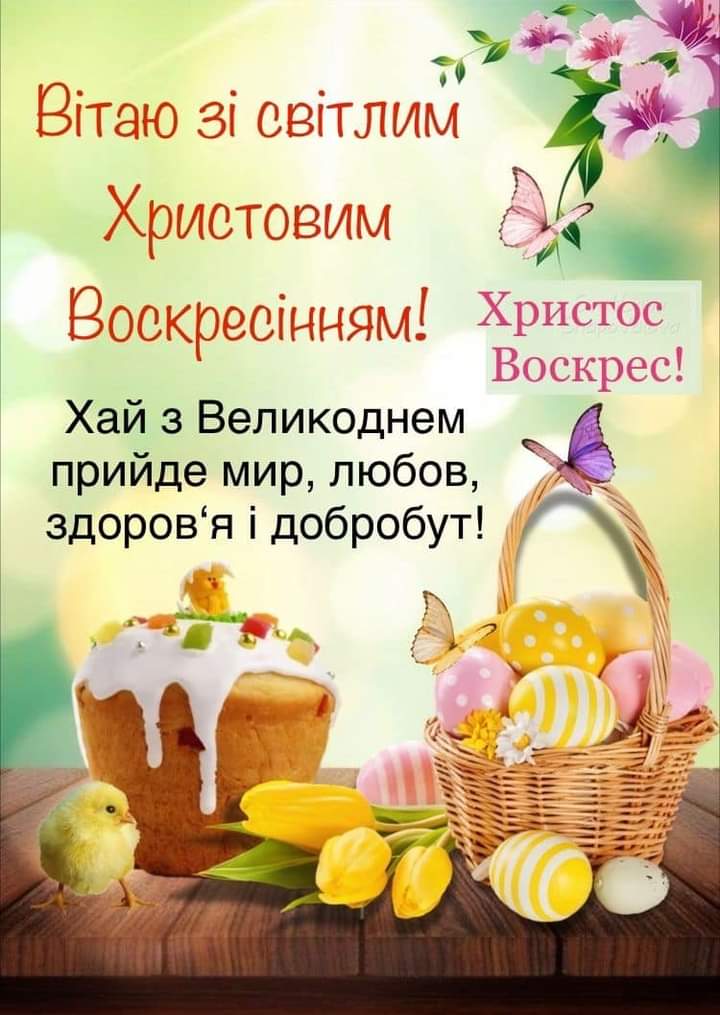 Вітаю зі світлим
Христовим
Воскресінням!
Христос
Воскрес!
Хай з Великоднем
прийде мир, любов,
здоров‘я і добробут!